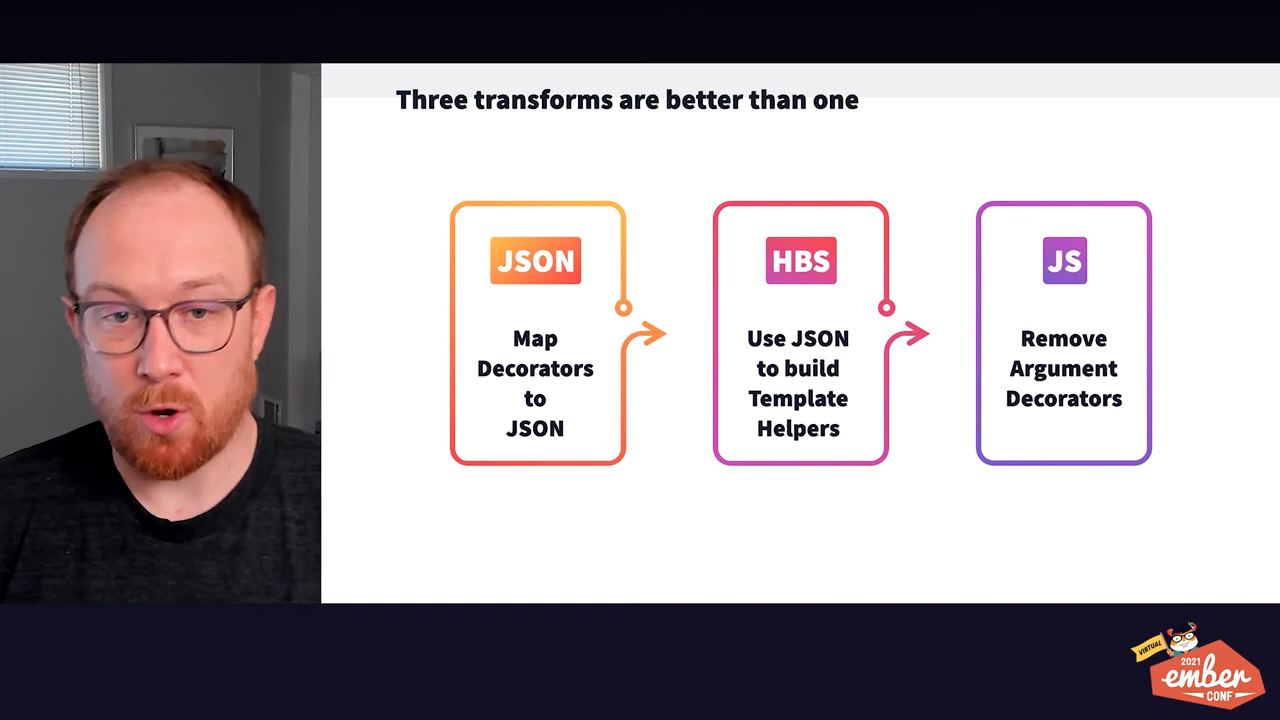 Three transforms are better than one
JSON
Map
Decorators
to
JSON
HBS
Use JSON
to build
Template
Helpers
JS
Remove
Argument
Decorators
VIRTUAL
2021
ember
CONF